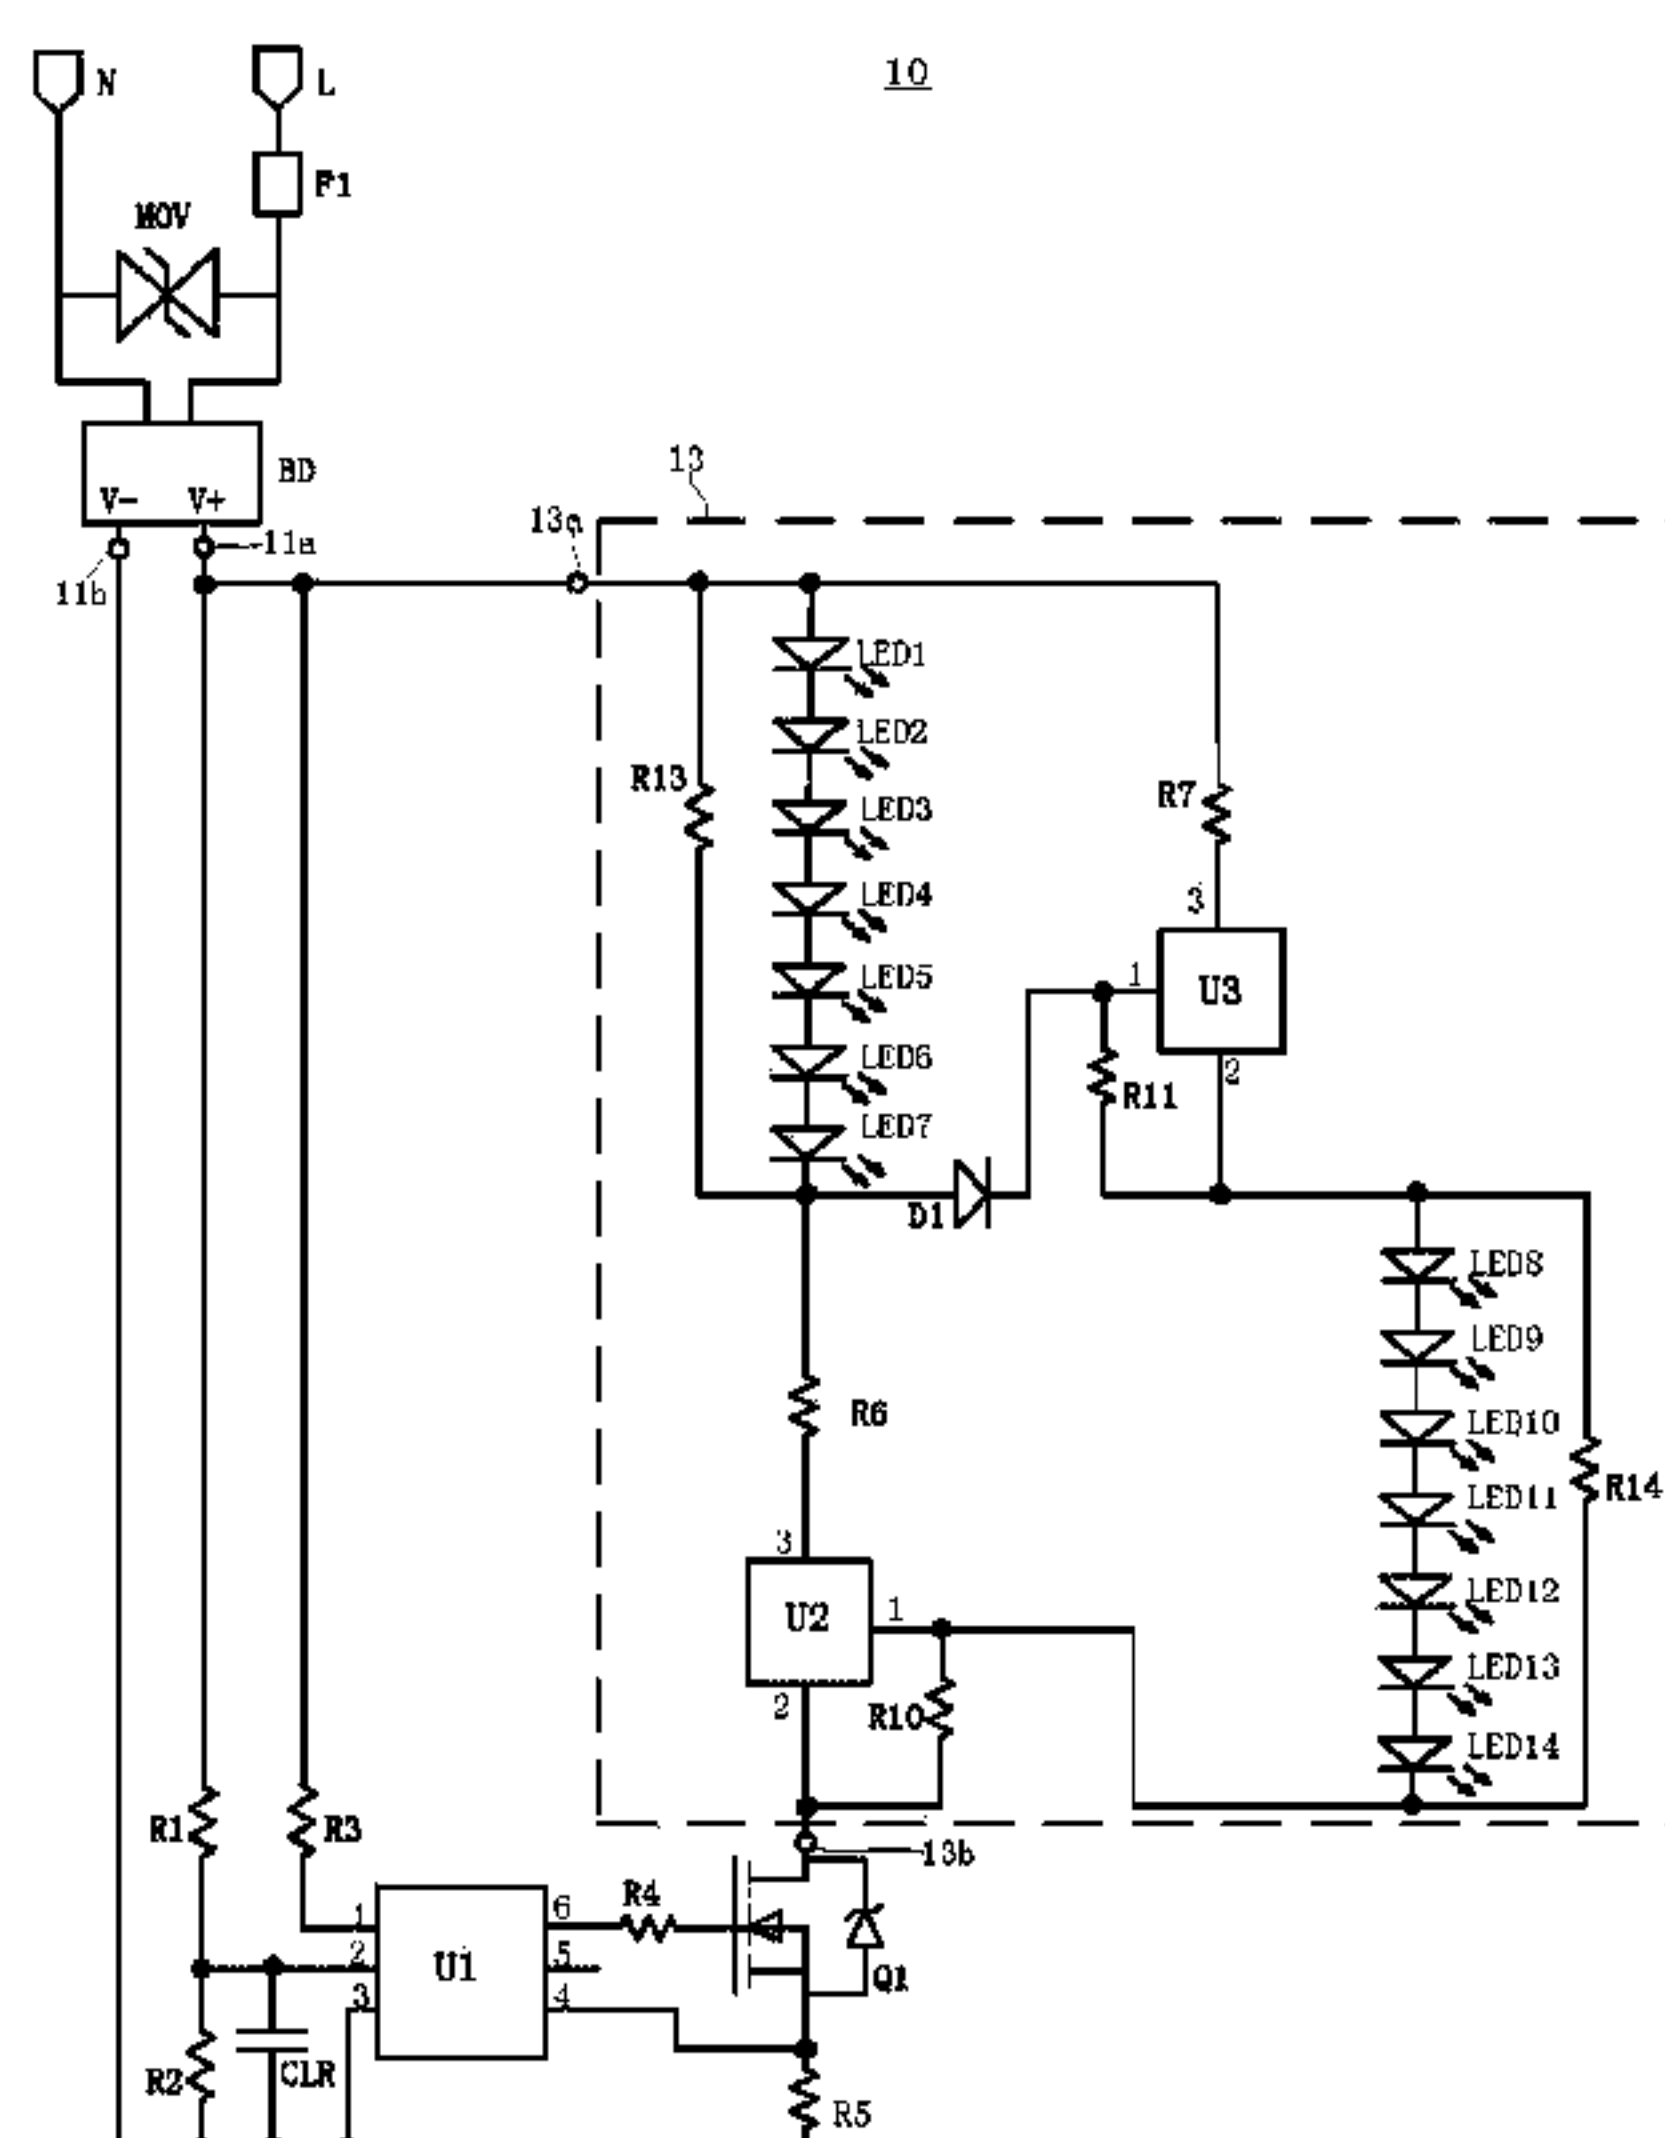 10
N
L
F1
MOV
BD
V-
V+
11b
11a
13a
13
LED1
LED2
R13
LED3
R7
LED4
3
LED5
1
U3
LED6
2
R11
LED7
D1
LED8
LED9
R6
LED10
R14
LED11
3
LED12
U2
1
LED13
2
R10
LED14
R1
R3
13b
R4
1
6
2
U1
5
3
4
Q1
R2
CLR
R5